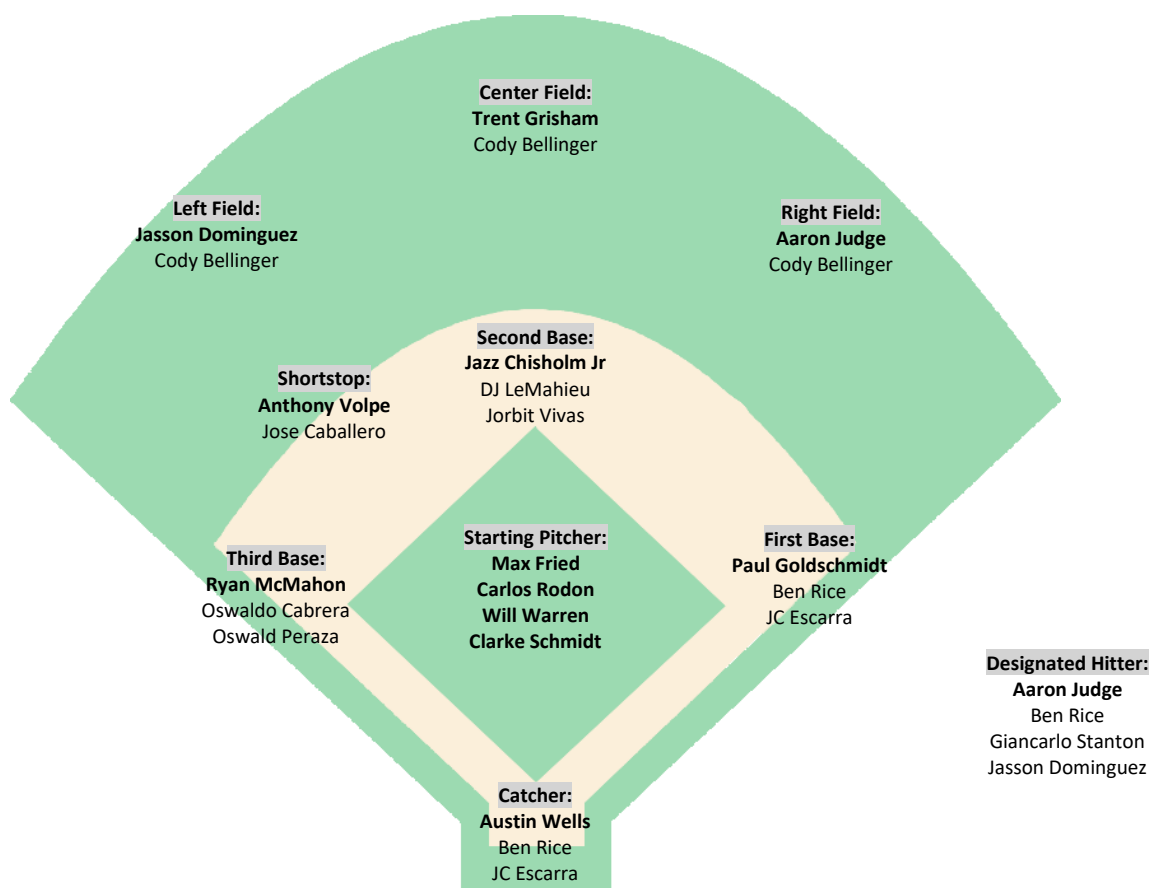 Center Field:
Trent Grisham
Cody Bellinger
Left Field:
Jasson Dominguez
Cody Bellinger
Right Field:
Aaron Judge
Cody Bellinger
Second Base:
Jazz Chisholm Jr
DJ LeMahieu
Jorbit Vivas
Shortstop:
Anthony Volpe
Jose Caballero
Third Base:
Ryan McMahon
Oswaldo Cabrera
Oswald Peraza
Starting Pitcher:
Max Fried
Carlos Rodon
Will Warren
Clarke Schmidt
First Base:
Paul Goldschmidt
Ben Rice
JC Escarra
Designated Hitter:
Aaron Judge
Ben Rice
Giancarlo Stanton
Jasson Dominguez
Catcher:
Austin Wells
Ben Rice
JC Escarra